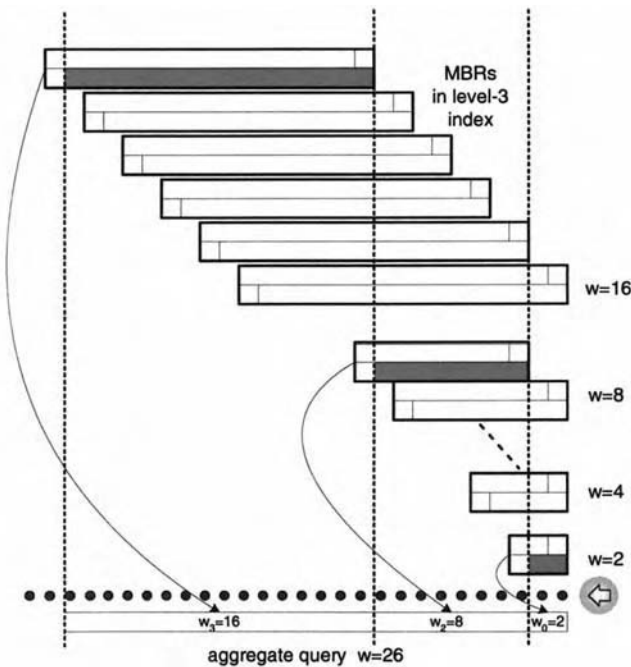 MBRs
in level-3
index
w=16
w=8
w=4
w=2
w₃=16
w₂=8
w₀=2
aggregate query w=26